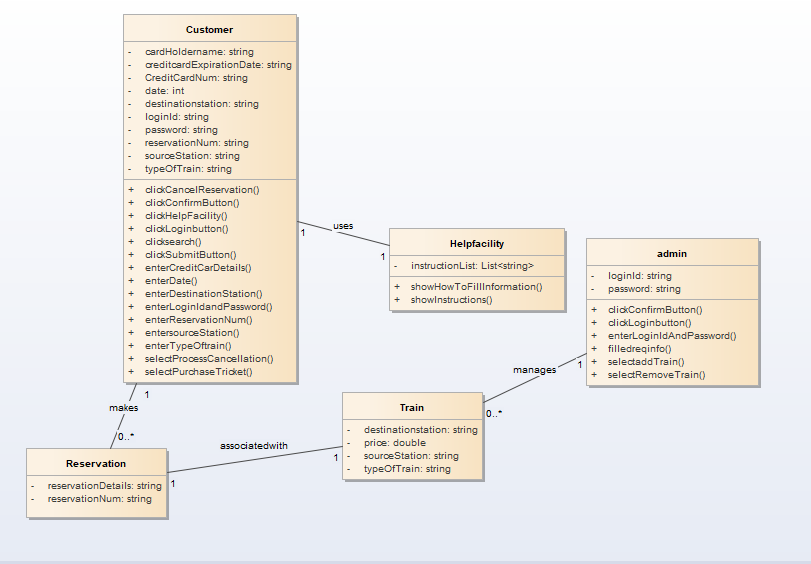 Customer
- cardHoldername: string
- creditcardExpirationDate: string
- CreditCardNum: string
- date: int
- destinationstation: string
- loginId: string
- password: string
- reservationNum: string
- sourceStation: string
- typeOfTrain: string
+ clickCancelReservation()
+ clickConfirmButton()
+ clickHelpFacility()
+ clickLoginbutton()
+ clicksearch()
+ clickSubmitButton()
+ enterCreditCarDetails()
+ enterDate()
+ enterDestinationStation()
+ enterLoginIdandPassword()
+ enterReservationNum()
+ entersourceStation()
+ enterTypeOftrain()
+ selectProcessCancellation()
+ selectPurchaseTricket()
1
uses
1
Helpfacility
- instructionList: List<string>
+ showHowToFillInformation()
+ showInstructions()
admin
- loginId: string
- password: string
+ clickConfirmButton()
+ clickLoginbutton()
+ enterLoginIdAndPassword()
+ filledreqinfo()
+ selectaddTrain()
+ selectRemoveTrain()
1
manages
0..*
Train
- destinationstation: string
- price: double
- sourceStation: string
- typeOfTrain: string
1
makes
0..*
associatedwith
1
1
Reservation
- reservationDetails: string
- reservationNum: string